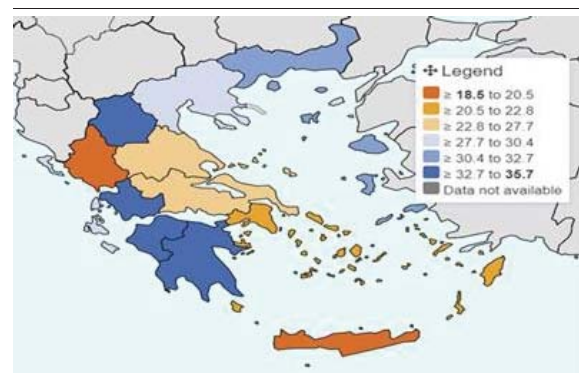 Legend
≥ 18.5 to 20.5
≥ 20.5 to 22.8
≥ 22.8 to 27.7
≥ 27.7 to 30.4
≥ 30.4 to 32.7
≥ 32.7 to 35.7
Data not available